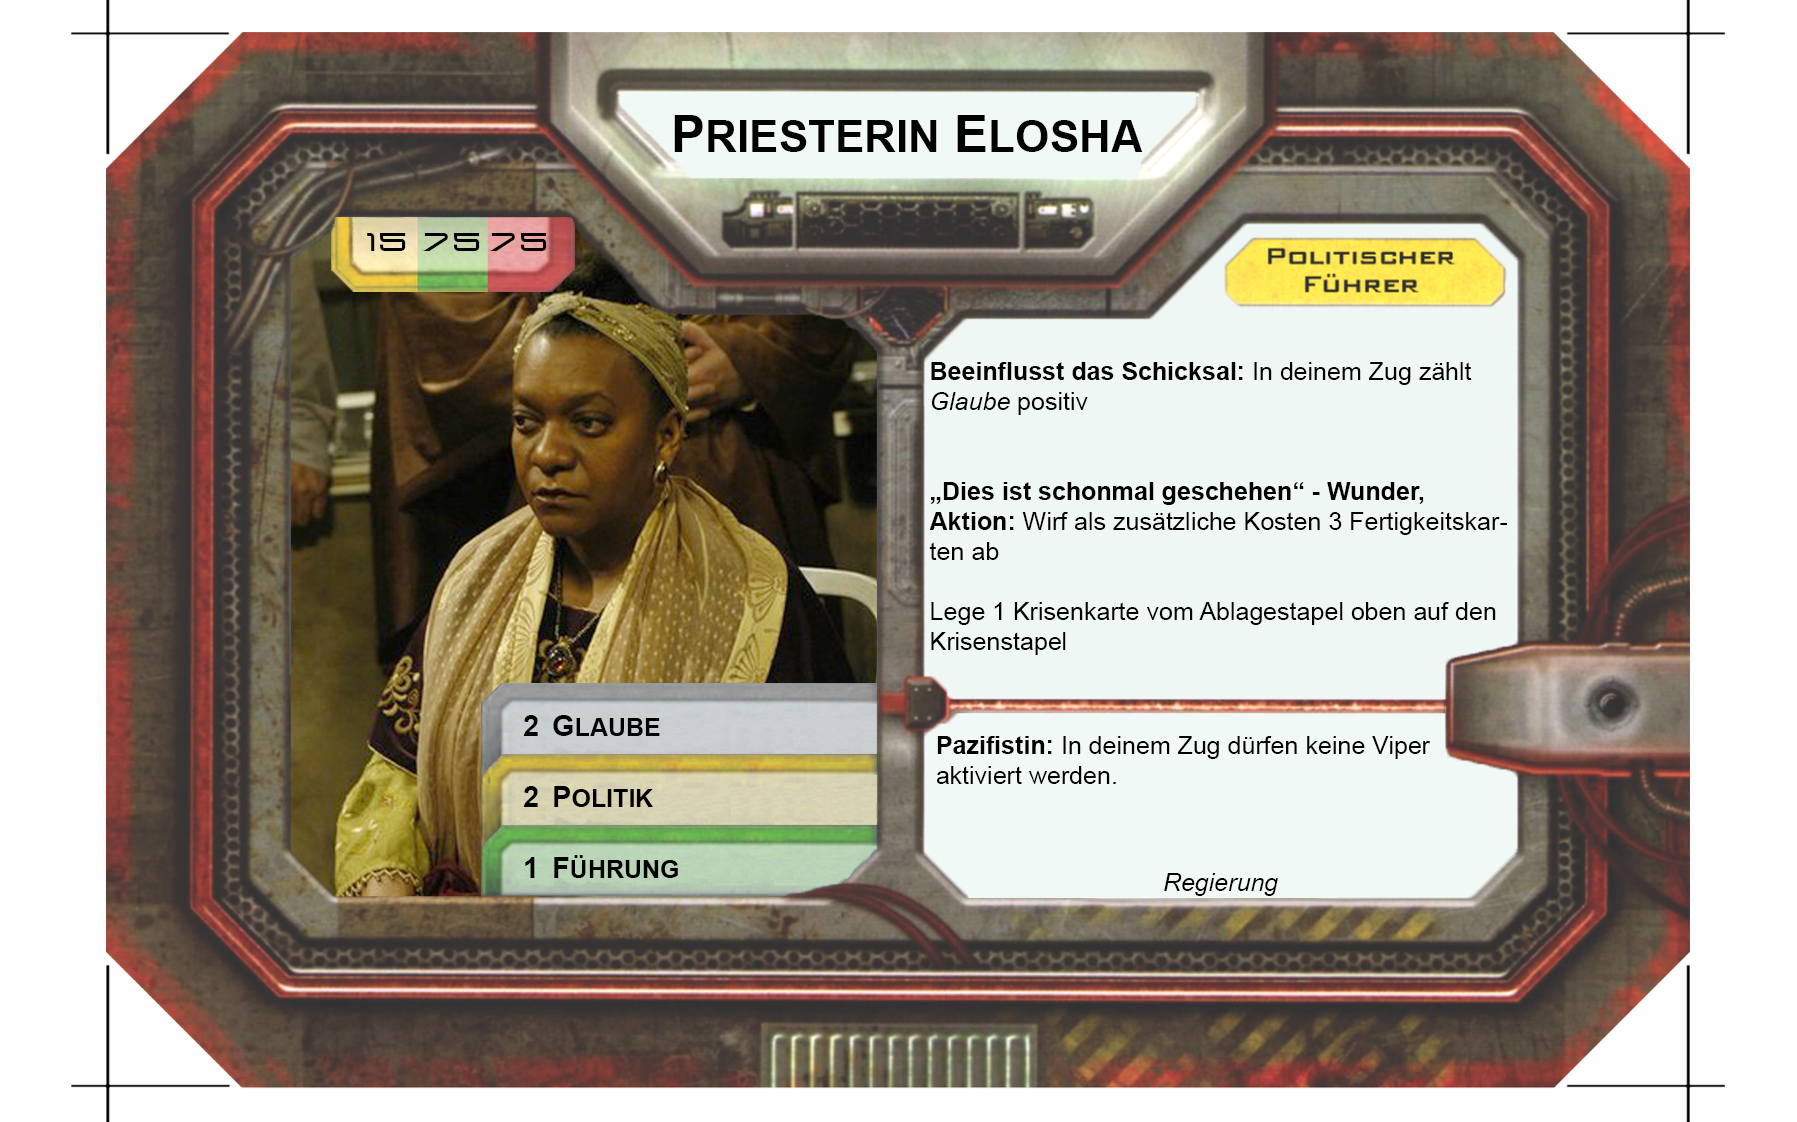 PRIESTERIN ELOSHA
15 75 75
POLITISCHER
FÜHRER
Beeinflusst das Schicksal: In deinem Zug zählt
Glaube positiv
„Dies ist schonmal geschehen“ - Wunder,
Aktion: Wirf als zusätzliche Kosten 3 Fertigkeitskar-
ten ab
Lege 1 Krisenkarte vom Ablagestapel oben auf den
Krisenstapel
2 GLAUBE
2 POLITIK
1 FÜHRUNG
Pazifistin: In deinem Zug dürfen keine Viper
aktiviert werden.
Regierung